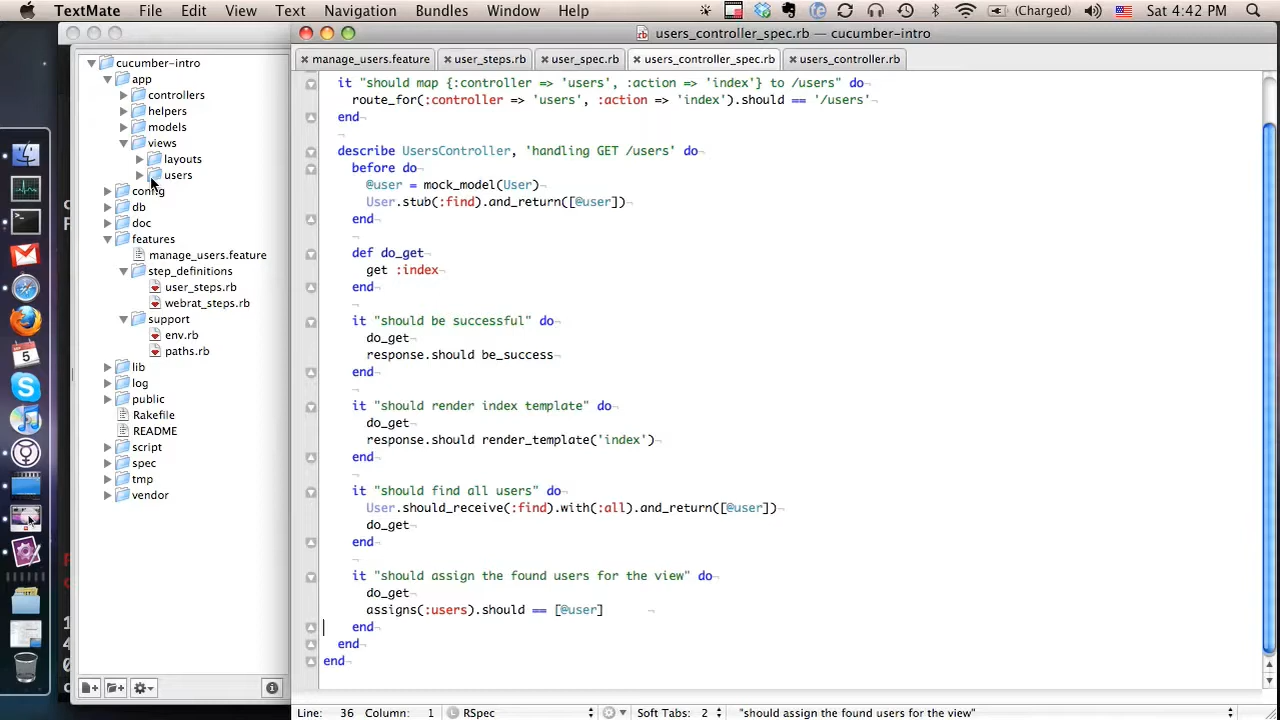 TextMate File Edit View Text Navigation Bundles Window Help (Charged) Sat 4:42 PM
users_controller_spec.rb — cucumber-intro
manage_users.feature user_steps.rb user_spec.rb users_controller_spec.rb users_controller.rb
cucumber-intro
app
controllers
helpers
models
views
layouts
users
config
db
doc
features
manage_users.feature
step_definitions
user_steps.rb
webrat_steps.rb
support
env.rb
paths.rb
lib
log
public
Rakefile
README
script
spec
tmp
vendor
it "should map {:controller => 'users', :action => 'index'} to /users" do
route_for(:controller => 'users', :action => 'index').should == '/users'
end
describe UsersController, 'handling GET /users' do
before do
@user = mock_model(User)
User.stub(:find).and_return([@user])
end
def do_get
get :index
end
it "should be successful" do
do_get
response.should be_success
end
it "should render index template" do
do_get
response.should render_template('index')
end
it "should find all users" do
User.should_receive(:find).with(:all).and_return([@user])
do_get
end
it "should assign the found users for the view" do
do_get
assigns(:users).should == [@user]
end
end
end
Line: 36 Column: 1 RSpec Soft Tabs: 2 "should assign the found users for the view"
5